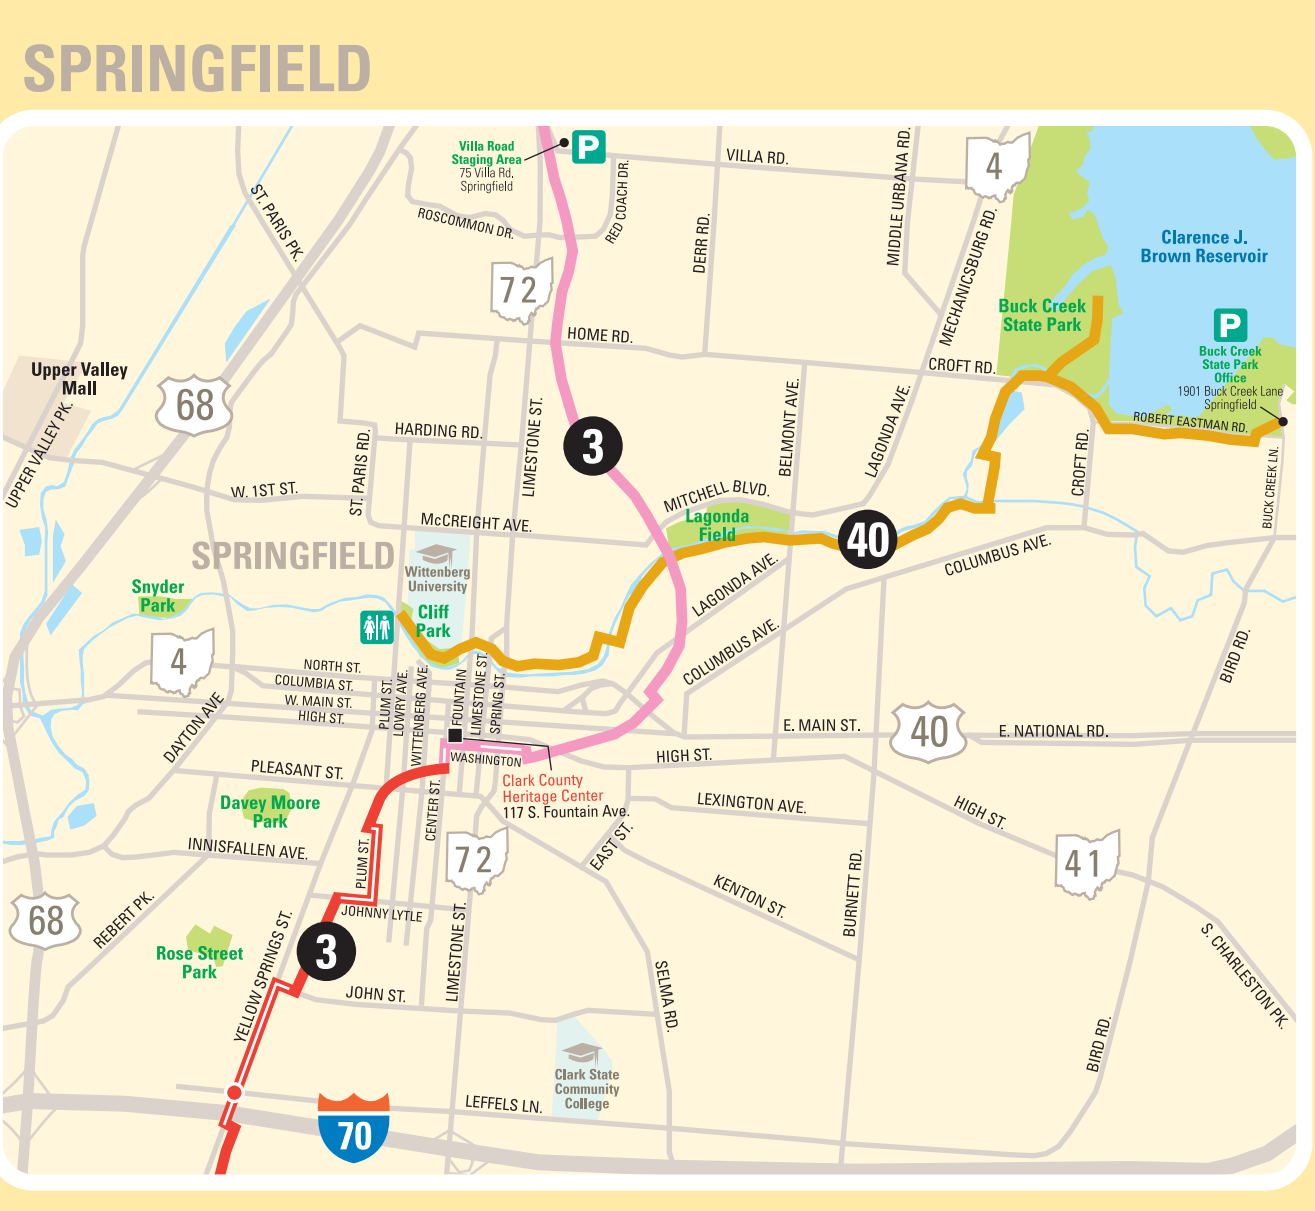 SPRINGFIELD
Villa Road
Staging Area
75 Villa Rd.
Springfield
P
VILLA RD.
RED COACH DR.
ROSCOMMON DR.
ST. PARIS PK.
DERR RD.
MIDDLE URBANA RD.
MECHANICSBURG RD.
4
Clarence J.
Brown Reservoir
72
HOME RD.
Buck Creek
State Park
P
Buck Creek
State Park
Office
1901 Buck Creek Lane
Springfield
CROFT RD.
Upper Valley
Mall
68
UPPER VALLEY PK.
HARDING RD.
LIMESTONE ST.
3
BELMONT AVE.
LAGONDA AVE.
ROBERT EASTMAN RD.
CROFT RD.
BUCK CREEK LN.
W. 1ST ST.
ST. PARIS RD.
MITCHELL BLVD.
McCREIGHT AVE.
Lagonda
Field
40
COLUMBUS AVE.
SPRINGFIELD
Wittenberg
University
Snyder
Park
Cliff
Park
LAGONDA AVE.
COLUMBUS AVE.
BIRD RD.
4
NORTH ST.
COLUMBIA ST.
W. MAIN ST.
HIGH ST.
DAYTON AVE
PLUM ST.
LOWRY AVE.
WITTENBERG AVE.
FOUNTAIN
LIMESTONE ST.
SPRING ST.
E. MAIN ST.
40
E. NATIONAL RD.
WASHINGTON
HIGH ST.
PLEASANT ST.
Clark County
Heritage Center
117 S. Fountain Ave.
Davey Moore
Park
CENTER ST.
LEXINGTON AVE.
HIGH ST.
INNISFALLEN AVE.
PLUM ST.
72
EAST ST.
41
KENTON ST.
BURNETT RD.
68
REBERT PK.
JOHNNY LYTLE
Rose Street
Park
YELLOW SPRINGS ST.
3
LIMESTONE ST.
SELMA RD.
S. CHARLESTON PK.
JOHN ST.
BIRD RD.
Clark State
Community
College
LEFFELS LN.
70